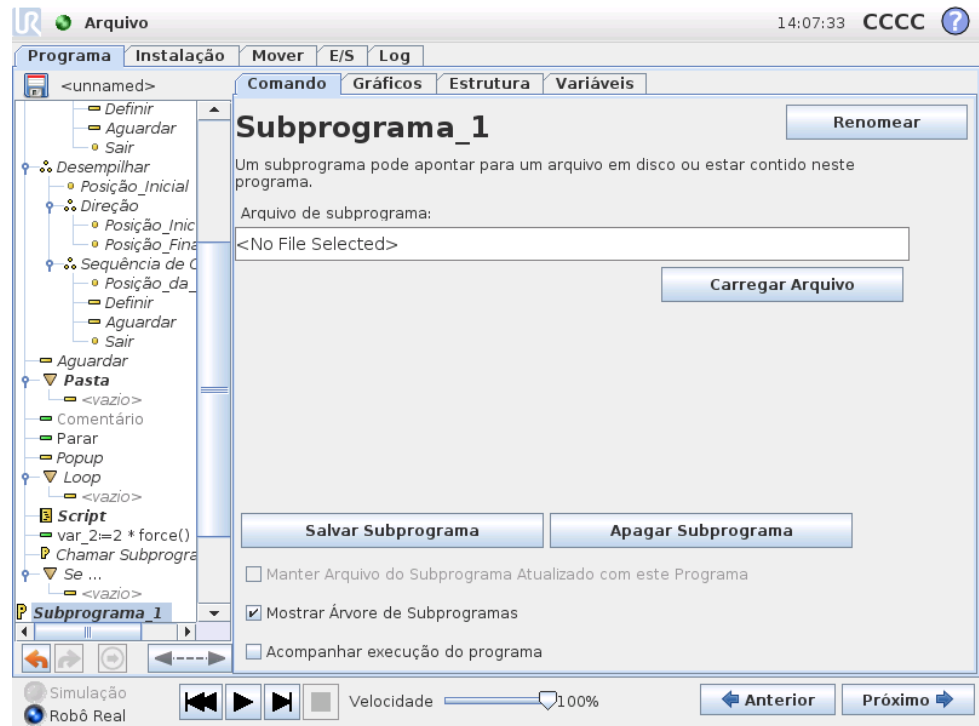 UR Arquivo 14:07:33 CCCC ?
Programa Instalação Mover E/S Log
<unnamed>
Comando Gráficos Estrutura Variáveis
Definir
Aguardar
Sair
Desempilhar
Posição_Inicial
Direção
Posição_Inic
Posição_Fina
Sequência de C
Posição_da_
Definir
Aguardar
Sair
Aguardar
Pasta
<vazio>
Comentário
Parar
Popup
Loop
<vazio>
Script
var_2:=2 * force()
Chamar Subprogra
Se ...
<vazio>
Subprograma_1
Subprograma_1
Renomear
Um subprograma pode apontar para um arquivo em disco ou estar contido neste
programa.
Arquivo de subprograma:
<No File Selected>
Carregar Arquivo
Salvar Subprograma Apagar Subprograma
Manter Arquivo do Subprograma Atualizado com este Programa
Mostrar Árvore de Subprogramas
Acompanhar execução do programa
Simulação
Robô Real
Velocidade 100%
Anterior Próximo